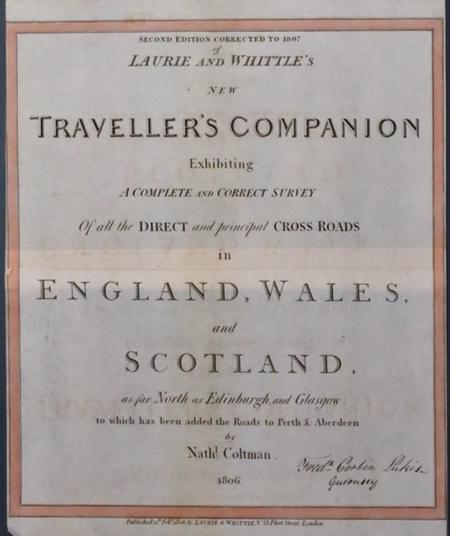 SECOND EDITION CORRECTED TO 1807
of
LAURIE AND WHITTLE'S
NEW
TRAVELLER'S COMPANION
Exhibiting
A COMPLETE AND CORRECT SURVEY
Of all the DIRECT and principal CROSS ROADS
in
ENGLAND, WALES,
and
SCOTLAND,
as far North as Edinburgh, and Glasgow;
to which has been added the Roads to Perth & Aberdeen
by
Nathl. Coltman.
1806
Fredk. Corbin Lukis
Guernsey
Published by LAURIE & WHITTLE, No. 53, Fleet Street, London.